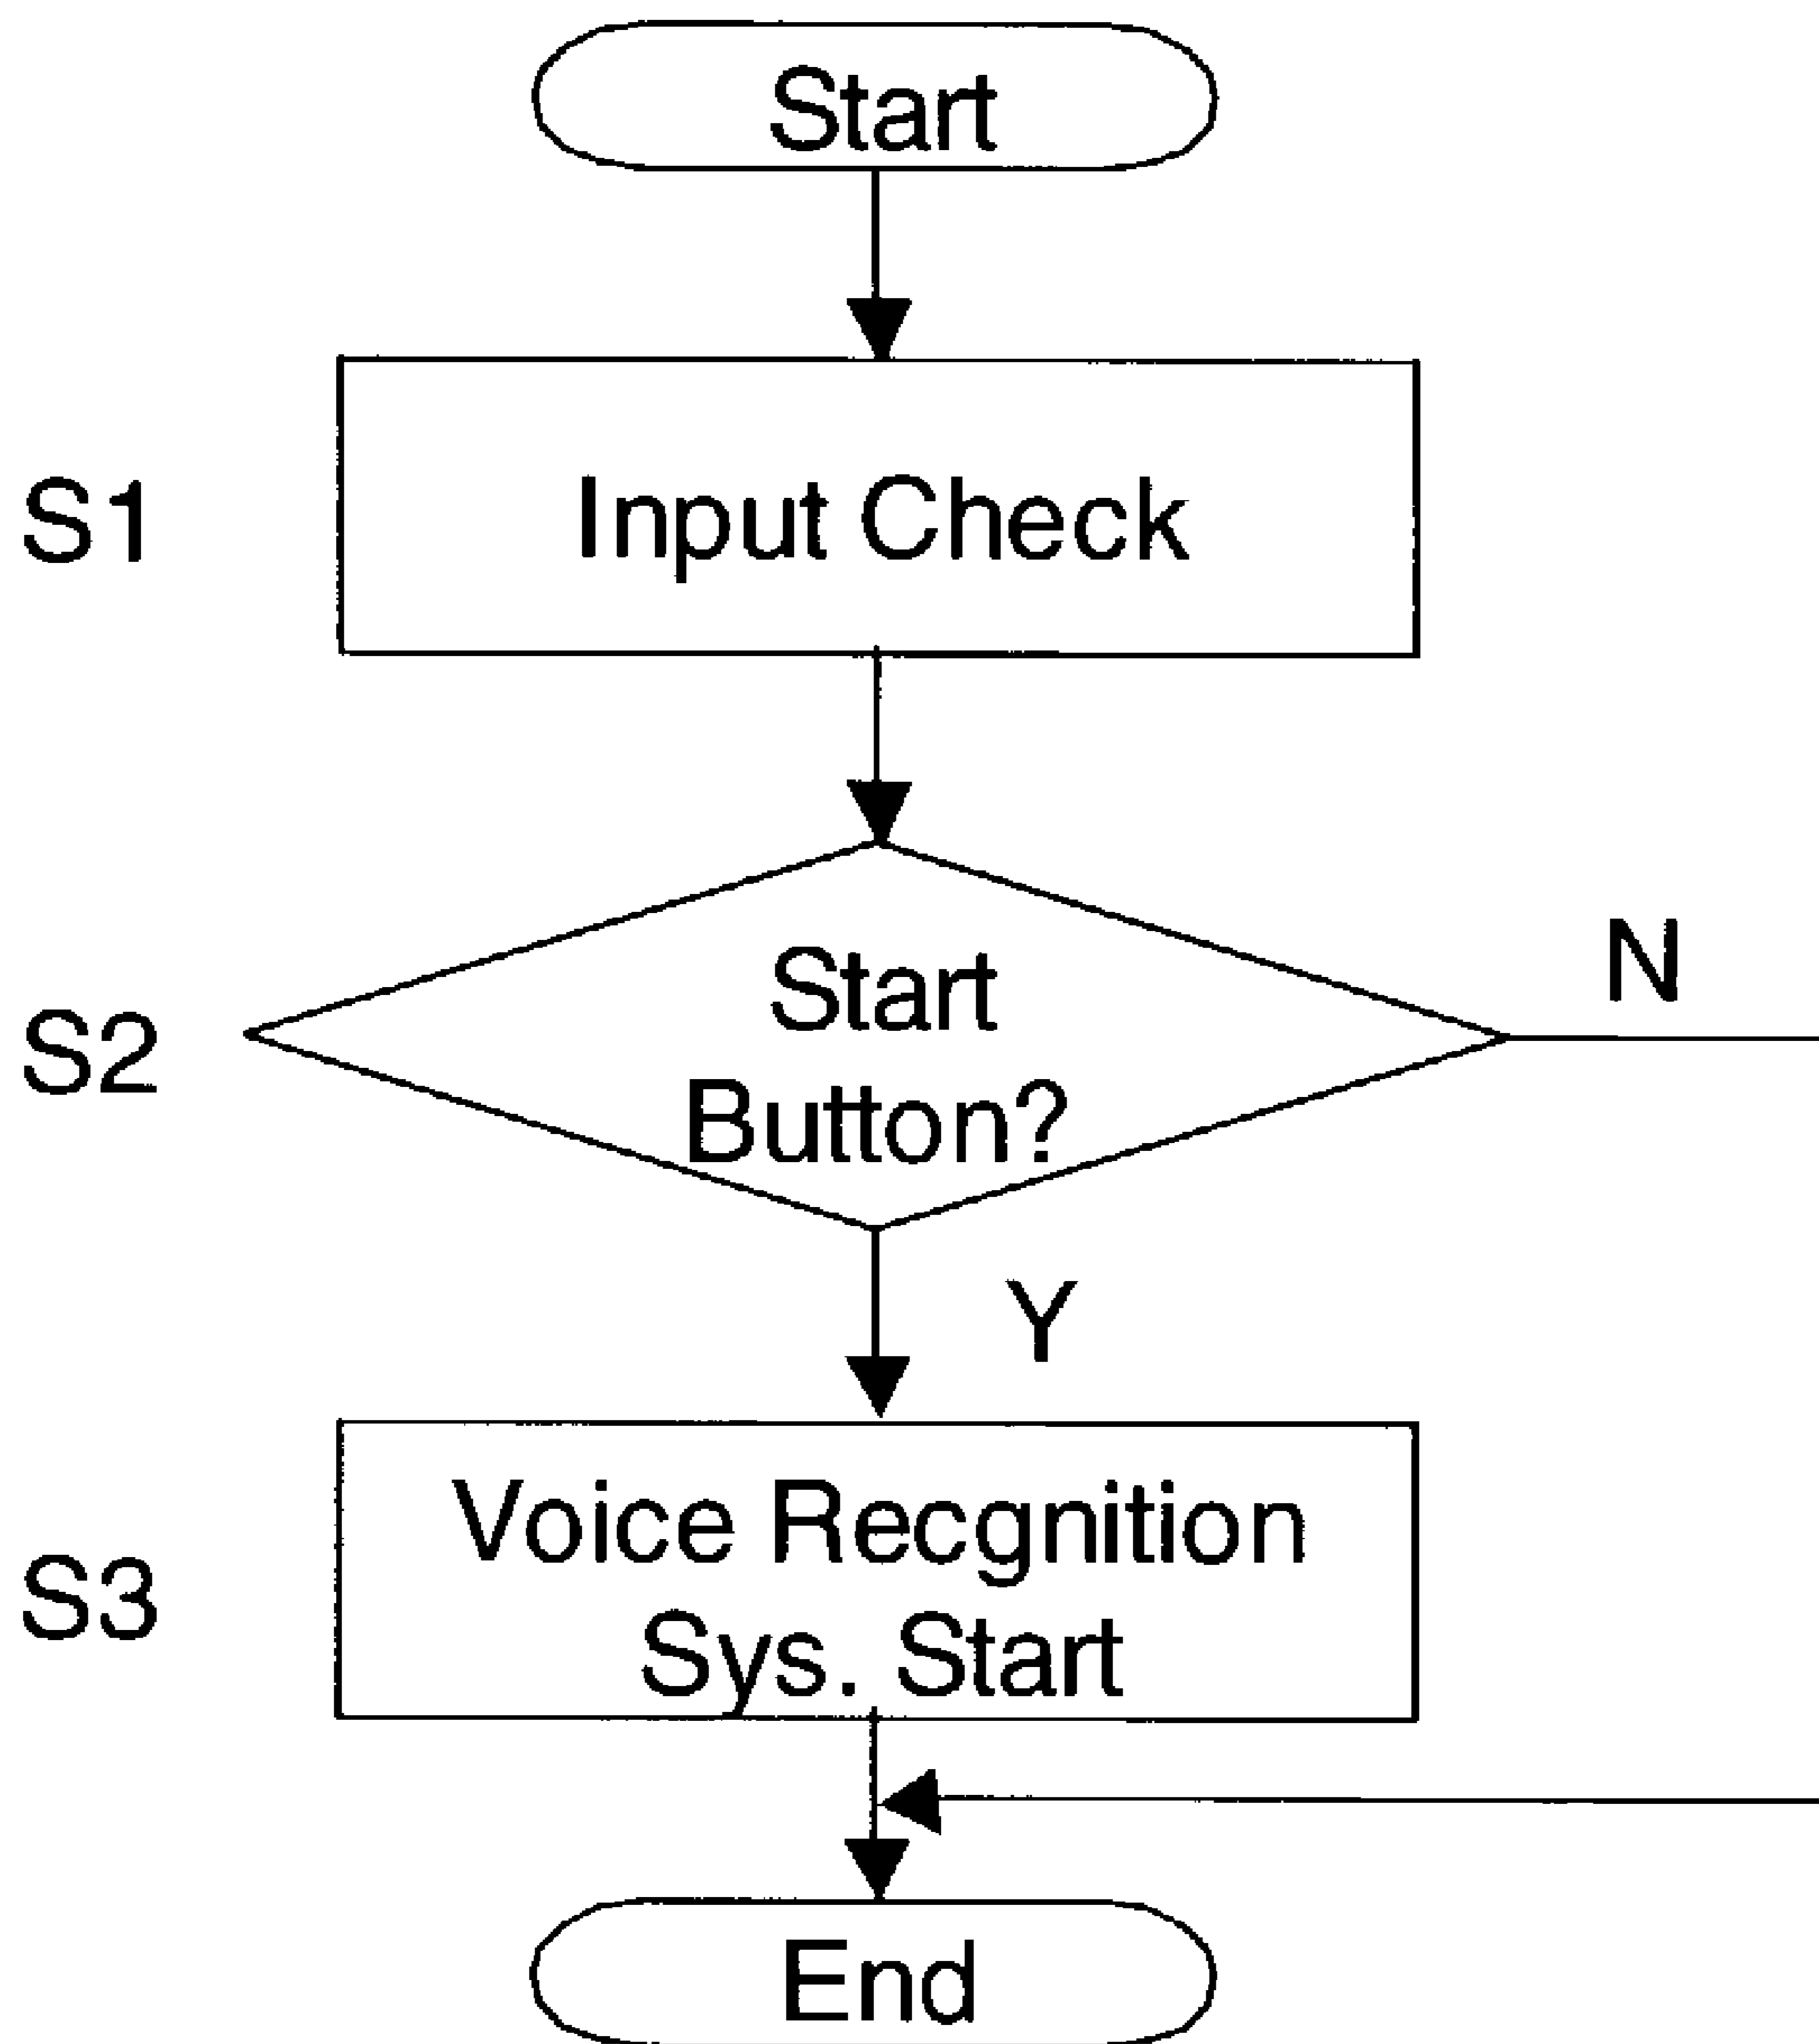 Start
S1
Input Check
S2
Start
Button?
N
Y
S3
Voice Recgnition
Sys. Start
End